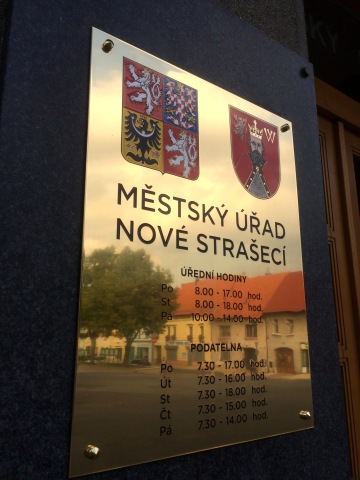 W
KY
MĚSTSKÝ ÚŘAD
NOVÉ STRAŠECÍ
ÚŘEDNÍ HODINY
Po 8.00 - 17.00 hod.
St 8.00 - 18.00 hod.
Pá 10.00 - 14.00 hod.
PODATELNA
Po 7.30 - 17.00 hod.
Út 7.30 - 16.00 hod.
St 7.30 - 18.00 hod.
Čt 7.30 - 15.00 hod.
Pá 7.30 - 14.00 hod.